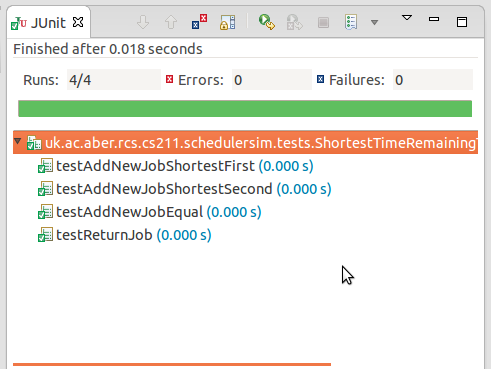 JUnit
Finished after 0.018 seconds
Runs: 4/4 Errors: 0 Failures: 0
uk.ac.aber.rcs.cs211.schedulersim.tests.ShortestTimeRemaining
testAddNewJobShortestFirst (0.000 s)
testAddNewJobShortestSecond (0.000 s)
testAddNewJobEqual (0.000 s)
testReturnJob (0.000 s)